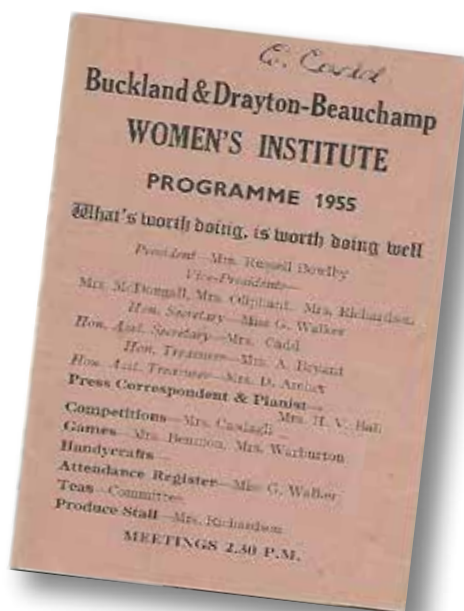 E. Cadd
Buckland & Drayton-Beauchamp
WOMEN'S INSTITUTE
PROGRAMME 1955
What's worth doing, is worth doing well
President—Mrs. Russell Dowlby
Vice-Presidents—
Mrs. McDougall, Mrs. Oliphant, Mrs. Richardson
Hon. Secretary—Miss G. Walker
Hon. Asst. Secretary—Mrs. Cadd
Hon. Treasurer—Mrs. A. Bryant
Hon. Asst. Treasurer—Mrs. D.
Press Correspondent & Pianist—
Mrs. H. V. Ball
Competitions—Mrs.
Games—Mrs. Mrs. Warburton
Handycrafts—
Attendance Register—Miss G. Walker
Teas—Committee
Produce Stall—Mrs. Richardson
MEETINGS 2.30 P.M.